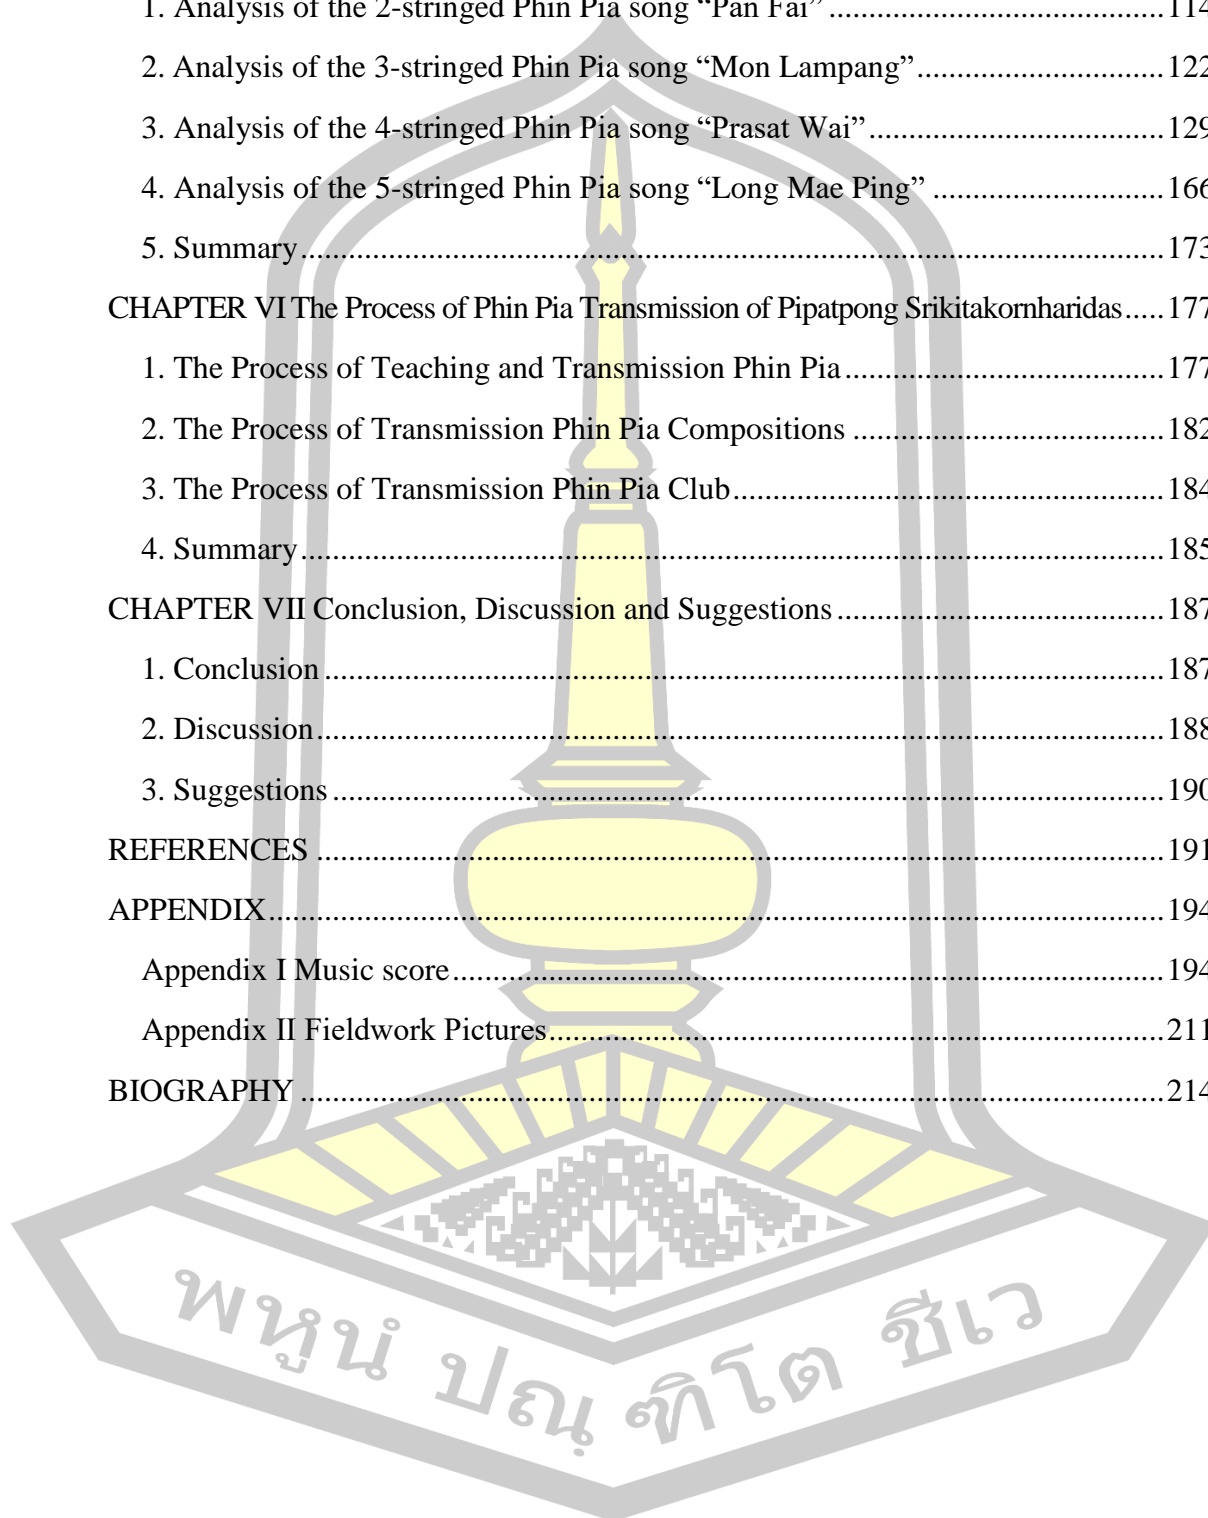 1. Analysis of the 2-stringed Phin Pia song “Pan Fai” ........................................114
2. Analysis of the 3-stringed Phin Pia song “Mon Lampang” ..............................122
3. Analysis of the 4-stringed Phin Pia song “Prasat Wai” ...................................129
4. Analysis of the 5-stringed Phin Pia song “Long Mae Ping” ............................166
5. Summary ........................................................................................................173
CHAPTER VI The Process of Phin Pia Transmission of Pipatpong Srikitakornharidas.....177
1. The Process of Teaching and Transmission Phin Pia ......................................177
2. The Process of Transmission Phin Pia Compositions .....................................182
3. The Process of Transmission Phin Pia Club ...................................................184
4. Summary ........................................................................................................185
CHAPTER VII Conclusion, Discussion and Suggestions ........................................187
1. Conclusion .....................................................................................................187
2. Discussion ......................................................................................................188
3. Suggestions ....................................................................................................190
REFERENCES .....................................................................................................191
APPENDIX ..........................................................................................................194
Appendix I Music score .....................................................................................194
Appendix II Fieldwork Pictures ..........................................................................211
BIOGRAPHY .......................................................................................................214
พหูนํ ปณฺฑิโต ชีเว